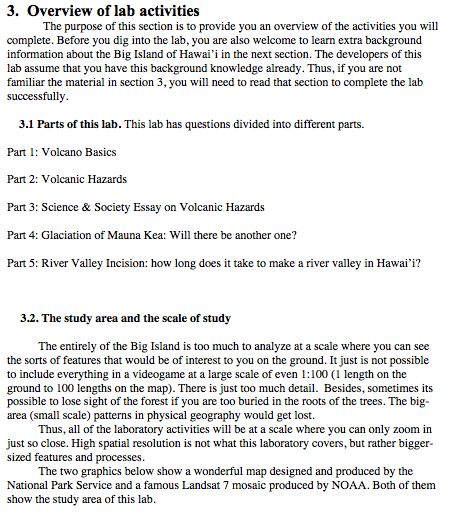 3. Overview of lab activities
The purpose of this section is to provide you an overview of the activities you will
complete. Before you dig into the lab, you are also welcome to learn extra background
information about the Big Island of Hawai'i in the next section. The developers of this
lab assume that you have this background knowledge already. Thus, if you are not
familiar the material in section 3, you will need to read that section to complete the lab
successfully.
3.1 Parts of this lab. This lab has questions divided into different parts.
Part 1: Volcano Basics
Part 2: Volcanic Hazards
Part 3: Science & Society Essay on Volcanic Hazards
Part 4: Glaciation of Mauna Kea: Will there be another one?
Part 5: River Valley Incision: how long does it take to make a river valley in Hawai'i?
3.2. The study area and the scale of study
The entirely of the Big Island is too much to analyze at a scale where you can see
the sorts of features that would be of interest to you on the ground. It just is not possible
to include everything in a videogame at a large scale of even 1:100 (1 length on the
ground to 100 lengths on the map). There is just too much detail. Besides, sometimes its
possible to lose sight of the forest if you are too buried in the roots of the trees. The big-
area (small scale) patterns in physical geography would get lost.
Thus, all of the laboratory activities will be at a scale where you can only zoom in
just so close. High spatial resolution is not what this laboratory covers, but rather bigger-
sized features and processes.
The two graphics below show a wonderful map designed and produced by the
National Park Service and a famous Landsat 7 mosaic produced by NOAA. Both of them
show the study area of this lab.